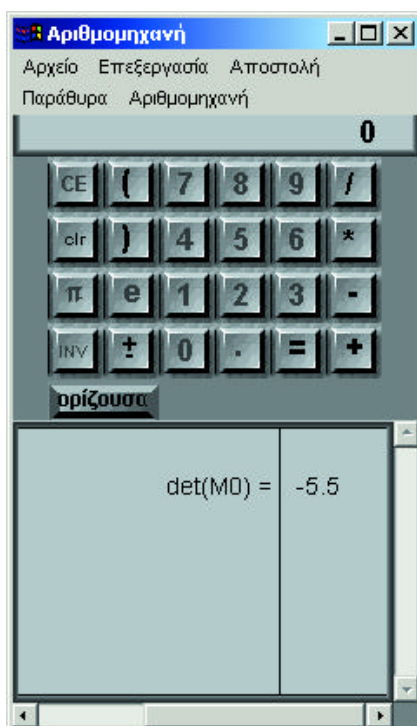 Αριθμομηχανή
Αρχείο Επεξεργασία Αποστολή
Παράθυρα Αριθμομηχανή
0
CE ( 7 8 9 /
clr ) 4 5 6 *
π e 1 2 3 -
INV ± 0 . = +
ορίζουσα
det(M0) = -5.5